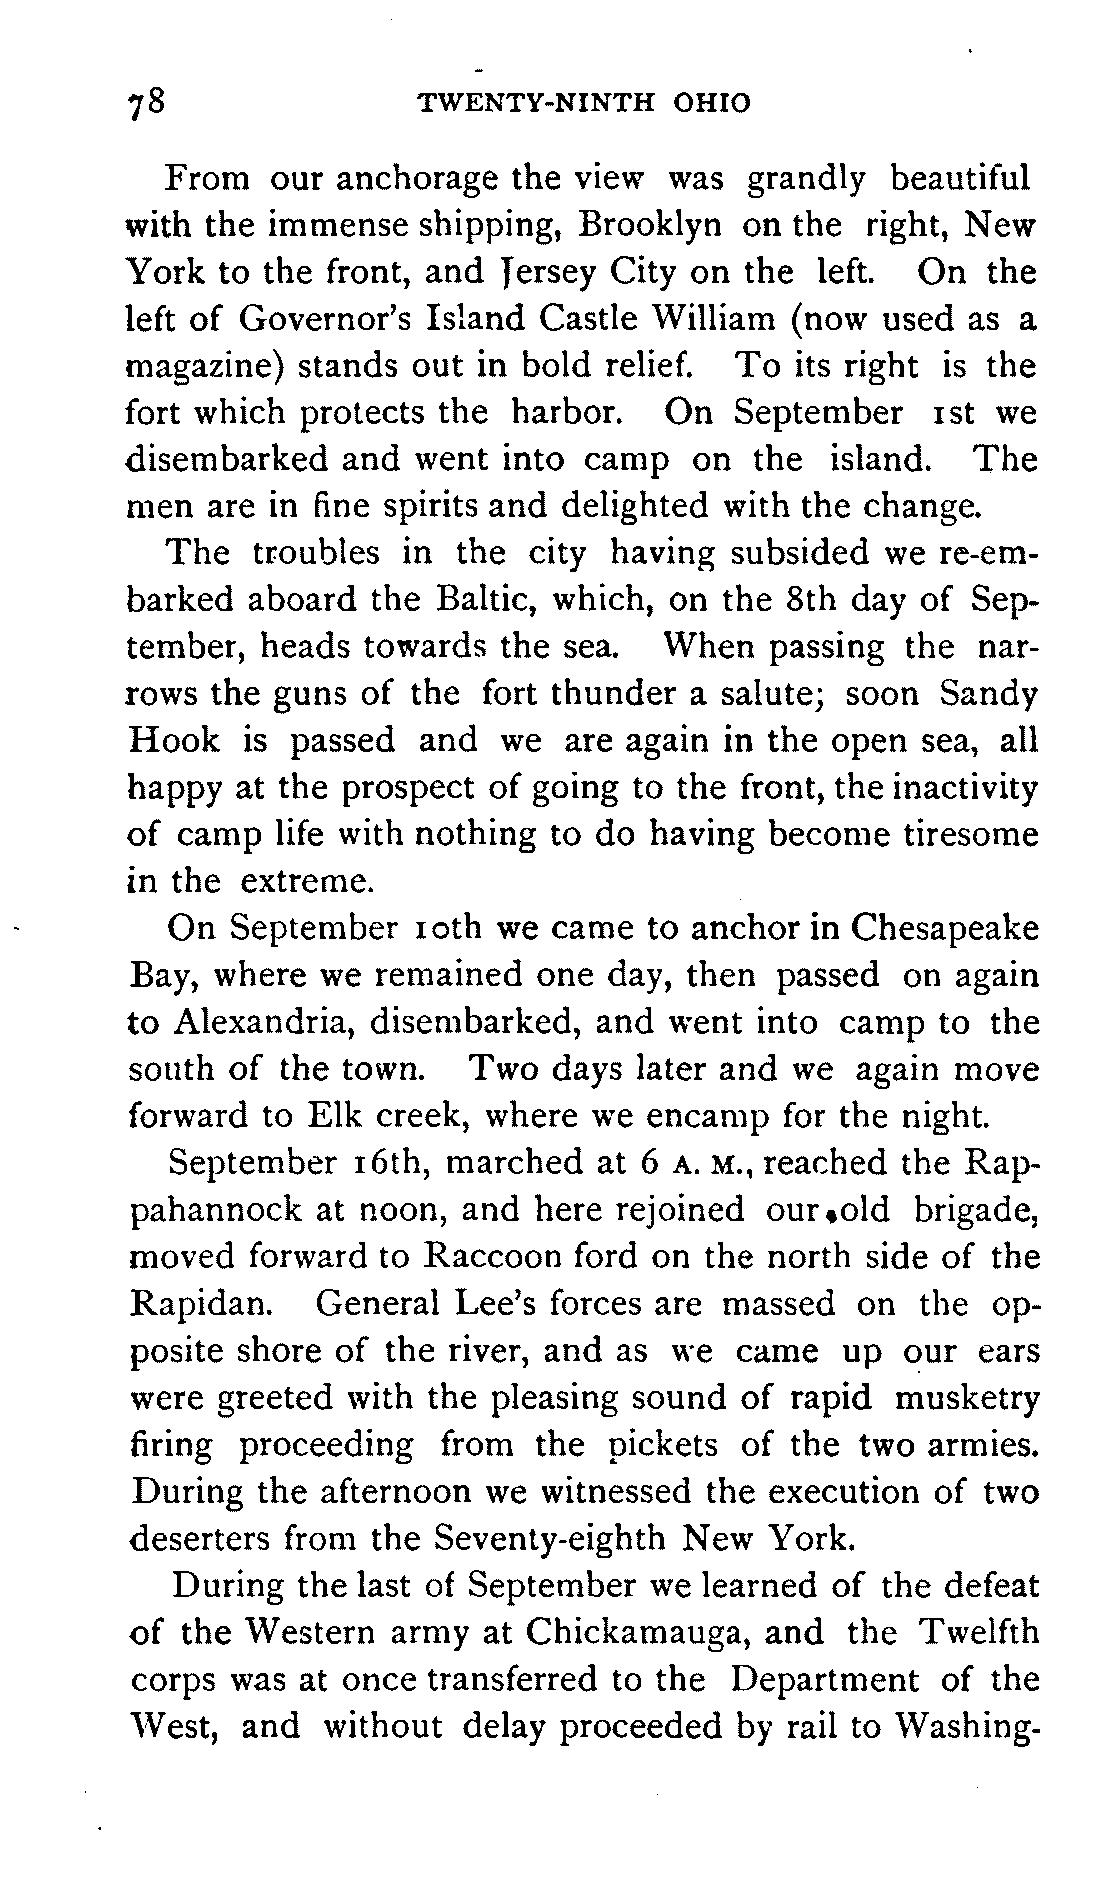 78 TWENTY-NINTH OHIO
From our anchorage the view was grandly beautiful
with the immense shipping, Brooklyn on the right, New
York to the front, and Jersey City on the left. On the
left of Governor's Island Castle William (now used as a
magazine) stands out in bold relief. To its right is the
fort which protects the harbor. On September 1st we
disembarked and went into camp on the island. The
men are in fine spirits and delighted with the change.
The troubles in the city having subsided we re-em-
barked aboard the Baltic, which, on the 8th day of Sep-
tember, heads towards the sea. When passing the nar-
rows the guns of the fort thunder a salute; soon Sandy
Hook is passed and we are again in the open sea, all
happy at the prospect of going to the front, the inactivity
of camp life with nothing to do having become tiresome
in the extreme.
On September 10th we came to anchor in Chesapeake
Bay, where we remained one day, then passed on again
to Alexandria, disembarked, and went into camp to the
south of the town. Two days later and we again move
forward to Elk creek, where we encamp for the night.
September 16th, marched at 6 A. M., reached the Rap-
pahannock at noon, and here rejoined our old brigade,
moved forward to Raccoon ford on the north side of the
Rapidan. General Lee's forces are massed on the op-
posite shore of the river, and as we came up our ears
were greeted with the pleasing sound of rapid musketry
firing proceeding from the pickets of the two armies.
During the afternoon we witnessed the execution of two
deserters from the Seventy-eighth New York.
During the last of September we learned of the defeat
of the Western army at Chickamauga, and the Twelfth
corps was at once transferred to the Department of the
West, and without delay proceeded by rail to Washing-